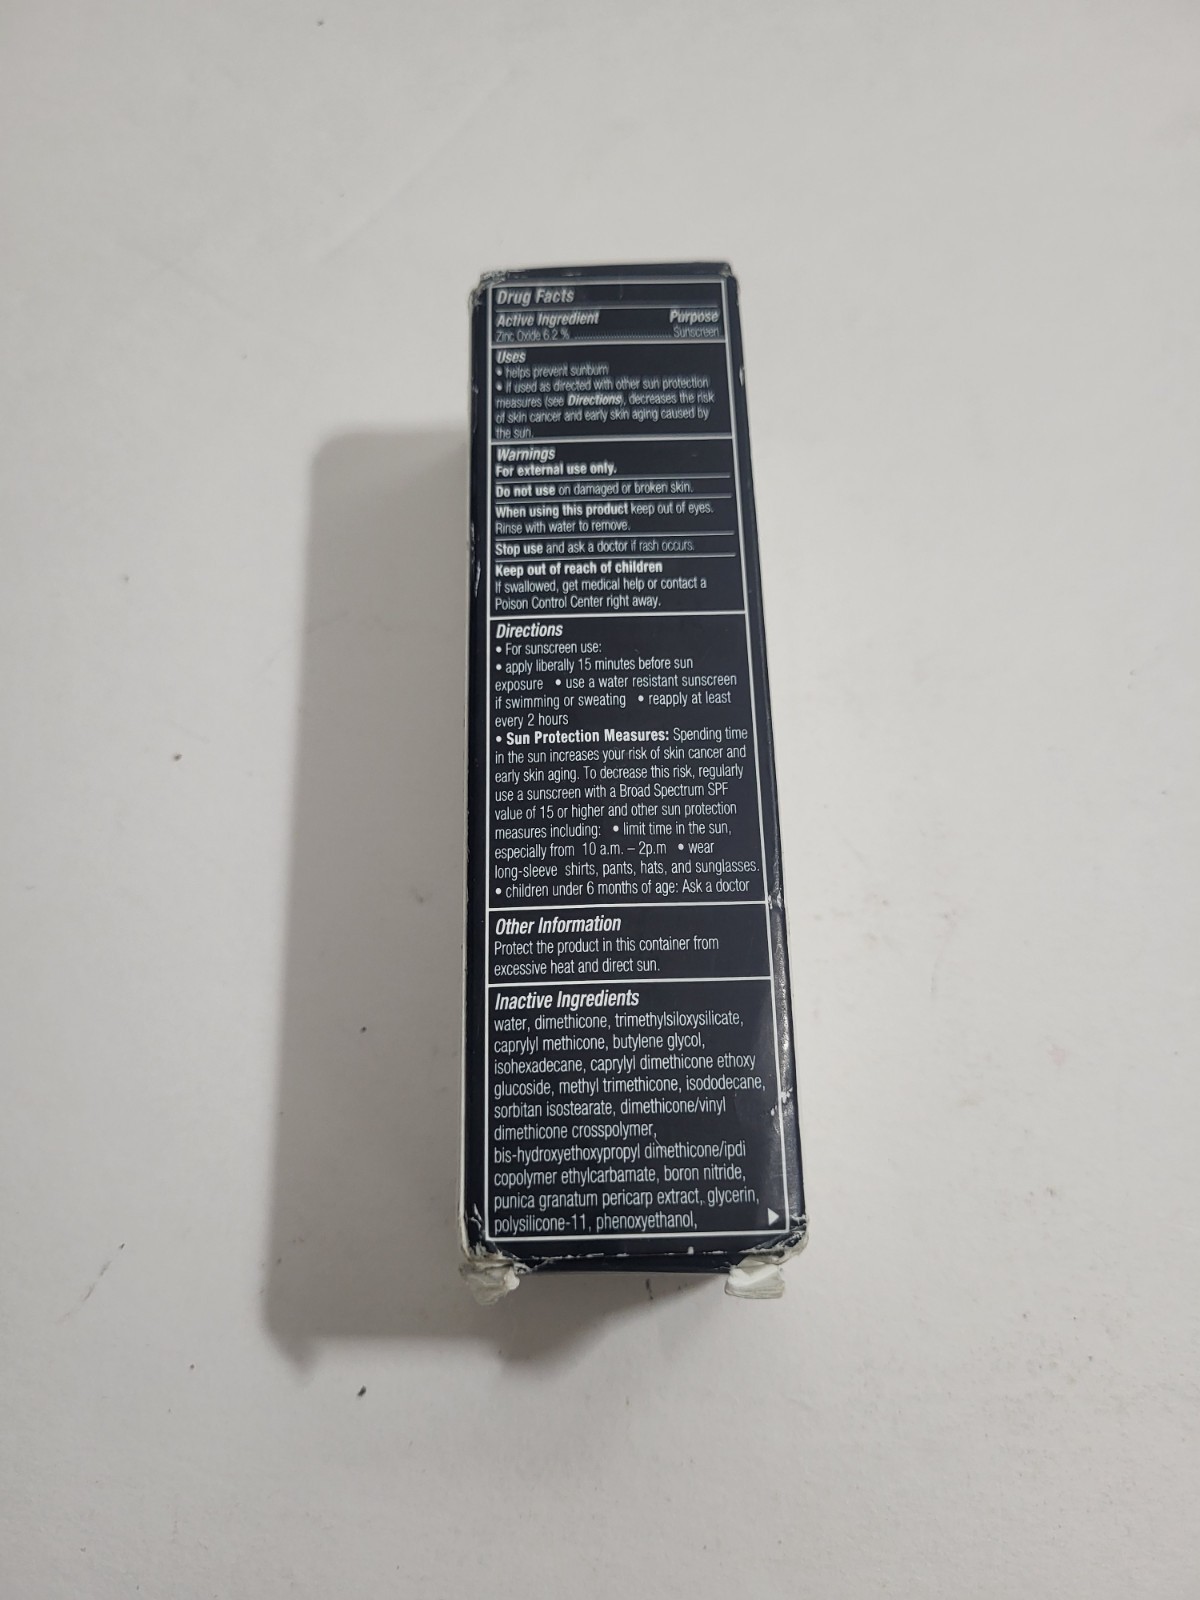 Drug Facts
Active Ingredient Purpose
Zinc Oxide 6.2 % ........................ Sunscreen
Uses
• helps prevent sunburn
• If used as directed with other sun protection
measures (see Directions), decreases the risk
of skin cancer and early skin aging caused by
the sun.
Warnings
For external use only.
Do not use on damaged or broken skin.
When using this product keep out of eyes.
Rinse with water to remove.
Stop use and ask a doctor if rash occurs.
Keep out of reach of children
If swallowed, get medical help or contact a
Poison Control Center right away.
Directions
• For sunscreen use:
• apply liberally 15 minutes before sun
exposure • use a water resistant sunscreen
if swimming or sweating • reapply at least
every 2 hours
• Sun Protection Measures: Spending time
in the sun increases your risk of skin cancer and
early skin aging. To decrease this risk, regularly
use a sunscreen with a Broad Spectrum SPF
value of 15 or higher and other sun protection
measures including: • limit time in the sun,
especially from 10 a.m. – 2p.m • wear
long-sleeve shirts, pants, hats, and sunglasses.
• children under 6 months of age: Ask a doctor
Other Information
Protect the product in this container from
excessive heat and direct sun.
Inactive Ingredients
water, dimethicone, trimethylsiloxysilicate,
caprylyl methicone, butylene glycol,
isohexadecane, caprylyl dimethicone ethoxy
glucoside, methyl trimethicone, isododecane,
sorbitan isostearate, dimethicone/vinyl
dimethicone crosspolymer,
bis-hydroxyethoxypropyl dimethicone/ipdi
copolymer ethylcarbamate, boron nitride,
punica granatum pericarp extract, glycerin,
polysilicone-11, phenoxyethanol,